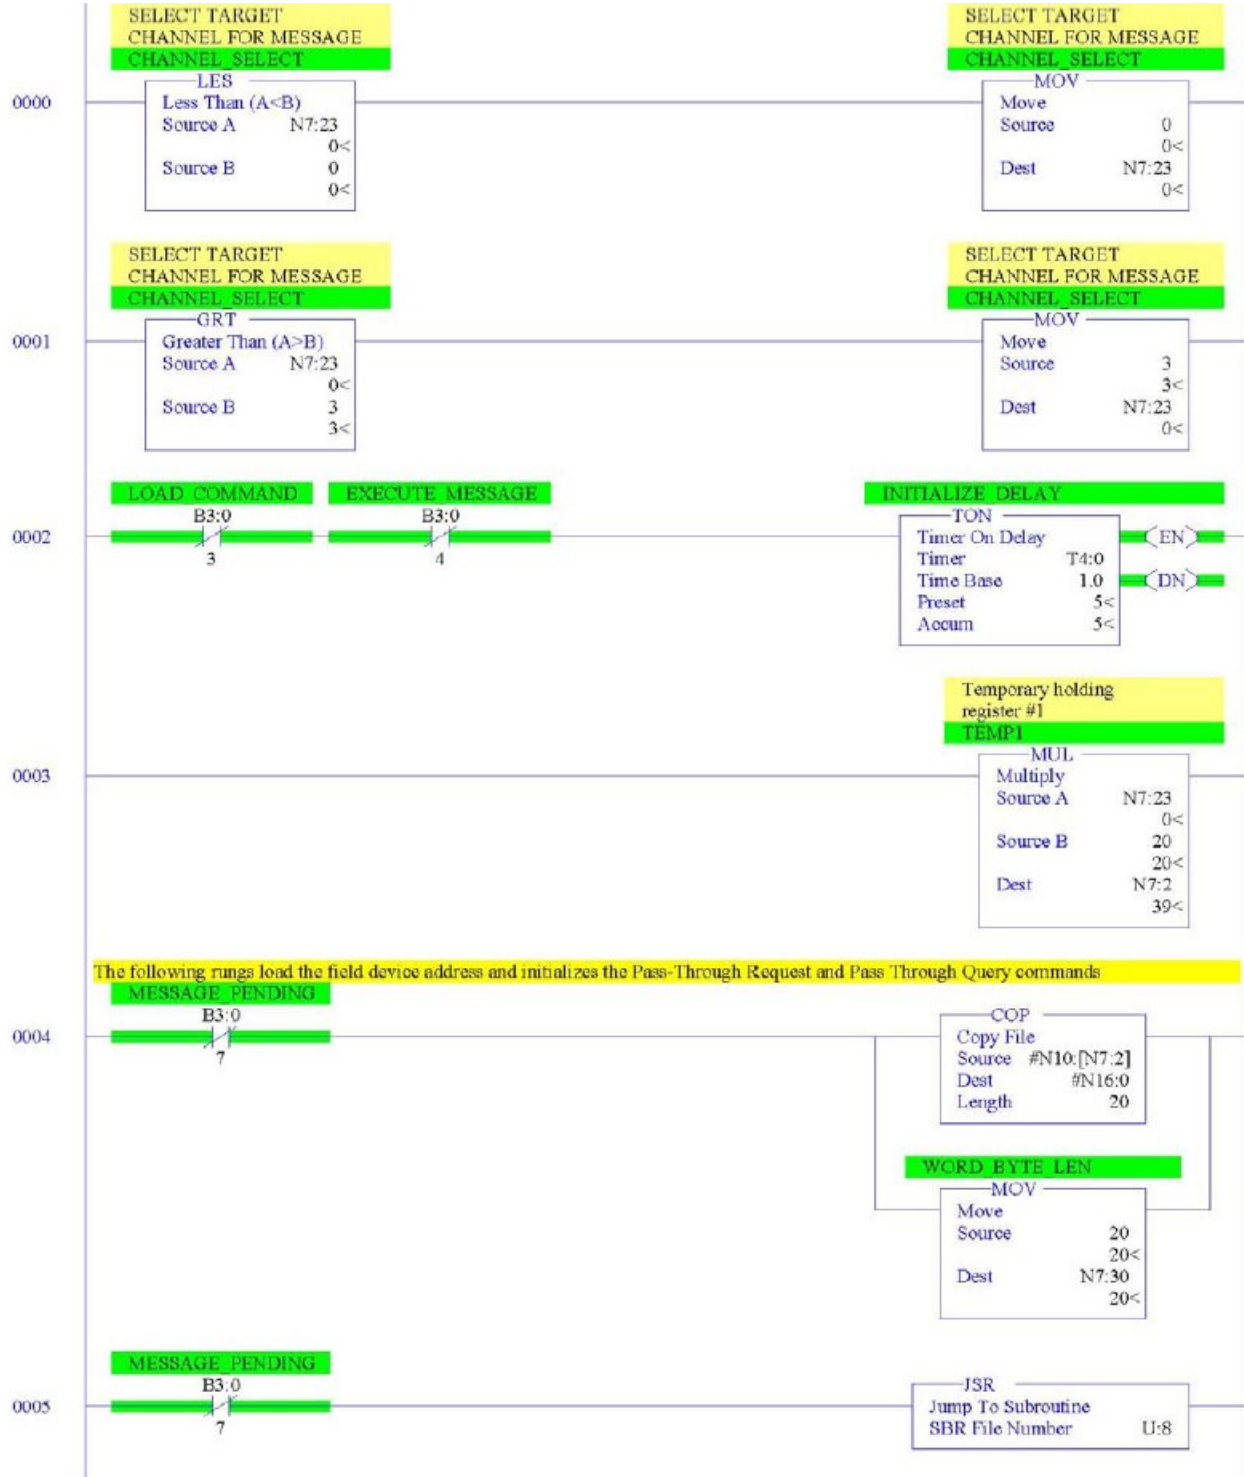 SELECT TARGET
CHANNEL FOR MESSAGE
CHANNEL_SELECT
LES
0000
Less Than (A<B)
Source A N7:23
0<
Source B 0
0<
SELECT TARGET
CHANNEL FOR MESSAGE
CHANNEL_SELECT
MOV
Move
Source 0
0<
Dest N7:23
0<
SELECT TARGET
CHANNEL FOR MESSAGE
CHANNEL_SELECT
GRT
0001
Greater Than (A>B)
Source A N7:23
0<
Source B 3
3<
SELECT TARGET
CHANNEL FOR MESSAGE
CHANNEL_SELECT
MOV
Move
Source 3
3<
Dest N7:23
0<
LOAD_COMMAND
B3:0
0002
3
EXECUTE_MESSAGE
B3:0
4
INITIALIZE_DELAY
TON
Timer On Delay
Timer T4:0
Time Base 1.0
Preset 5<
Accum 5<
EN
DN
Temporary holding
register #1
TEMP1
MUL
0003
Multiply
Source A N7:23
0<
Source B 20
20<
Dest N7:2
39<
The following rungs load the field device address and initializes the Pass-Through Request and Pass Through Query commands
MESSAGE_PENDING
B3:0
0004
7
COP
Copy File
Source #N10:[N7:2]
Dest #N16:0
Length 20
WORD_BYTE_LEN
MOV
Move
Source 20
20<
Dest N7:30
20<
MESSAGE_PENDING
B3:0
0005
7
JSR
Jump To Subroutine
SBR File Number U:8